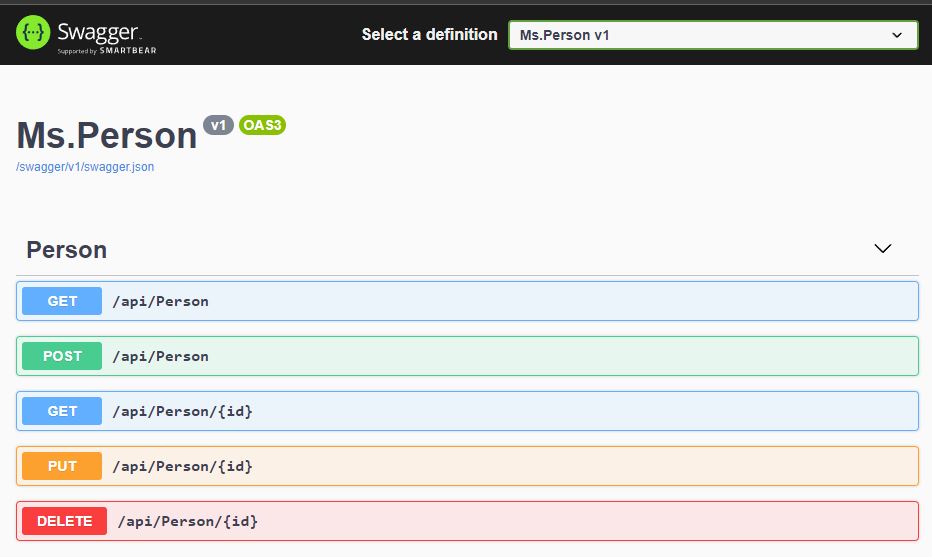 Swagger
Supported by SMARTBEAR
Select a definition
Ms.Person v1
Ms.Person v1 OAS3
/swagger/v1/swagger.json
Person
GET /api/Person
POST /api/Person
GET /api/Person/{id}
PUT /api/Person/{id}
DELETE /api/Person/{id}